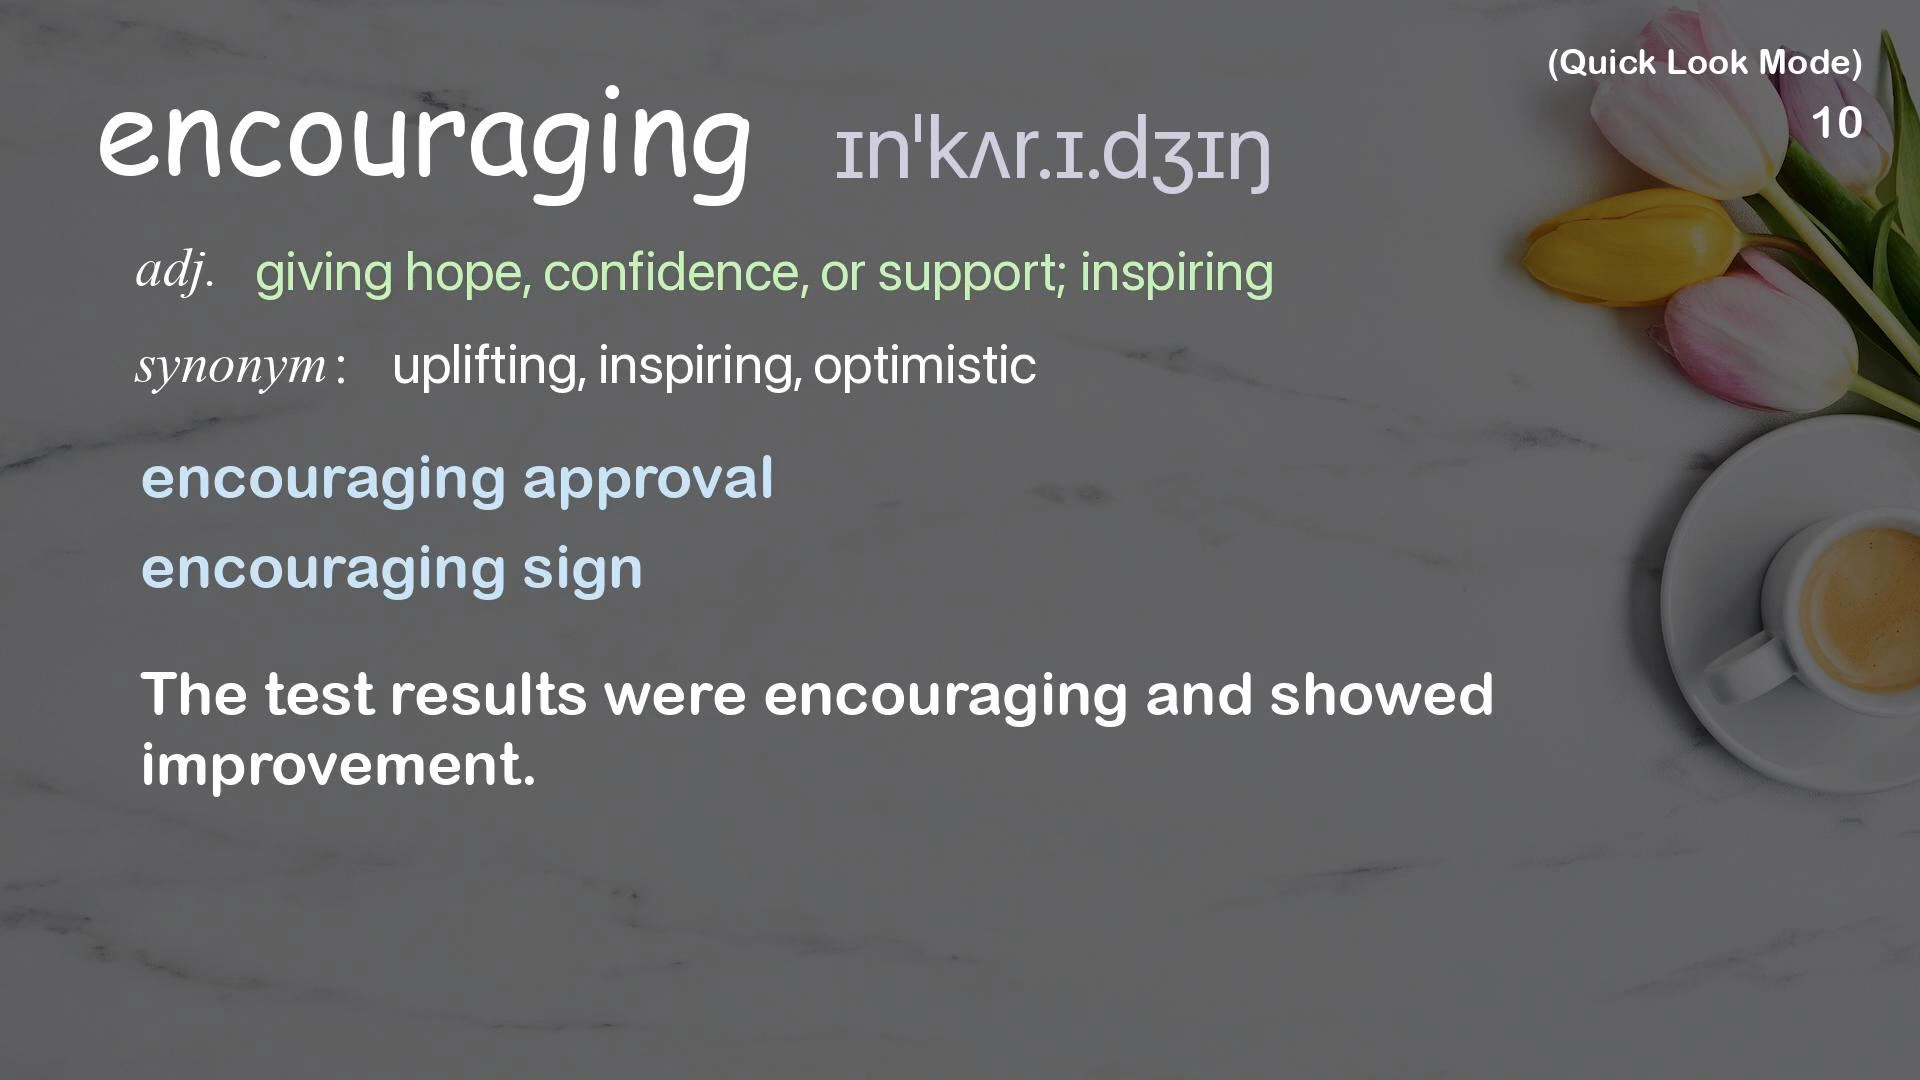 (Quick Look Mode)
10
encouraging ɪnˈkʌr.ɪ.dʒɪŋ
adj. giving hope, confidence, or support; inspiring
synonym: uplifting, inspiring, optimistic
encouraging approval
encouraging sign
The test results were encouraging and showed
improvement.